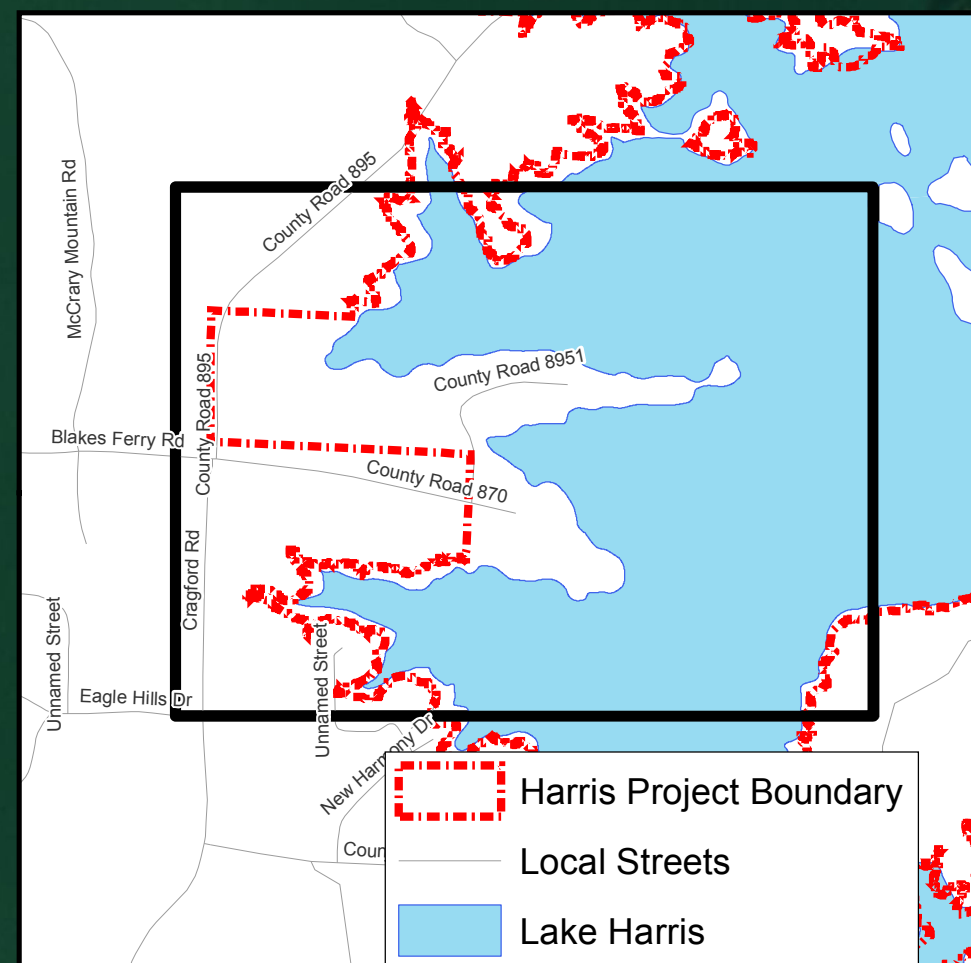 County Road 895
McCrary Mountain Rd
County Road 8951
County Road 895
Blakes Ferry Rd
County Road 870
Cragford Rd
Unnamed Street
Unnamed Street
Eagle Hills Dr
New Harmony Dr
Coun
Harris Project Boundary
Local Streets
Lake Harris